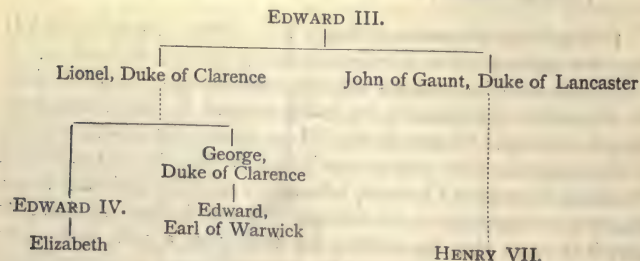 EDWARD III.
Lionel, Duke of Clarence
John of Gaunt, Duke of Lancaster
George,
Duke of Clarence
EDWARD IV.
Edward,
Earl of Warwick
Elizabeth
HENRY VII.